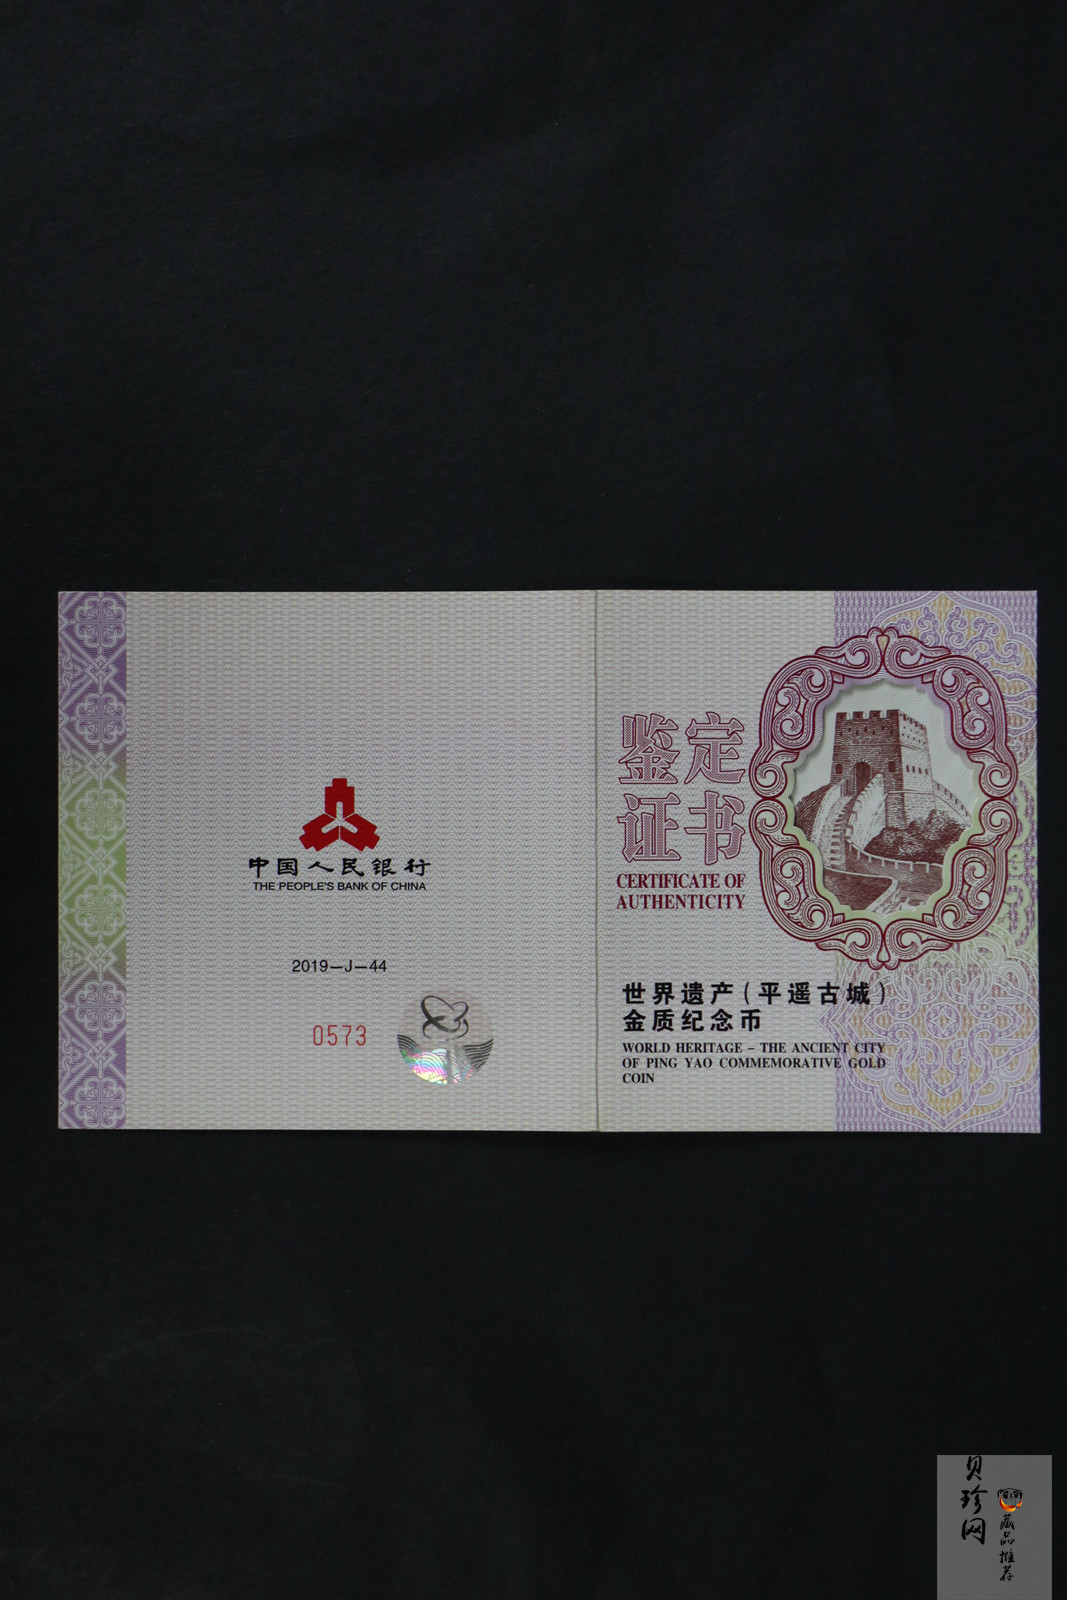 中国人民银行
THE PEOPLE'S BANK OF CHINA
2019－J－44
0573
鉴定
证书
CERTIFICATE OF
AUTHENTICITY
世界遗产（平遥古城）
金质纪念币
WORLD HERITAGE – THE ANCIENT CITY
OF PING YAO COMMEMORATIVE GOLD
COIN
贝珍网
藏品推荐